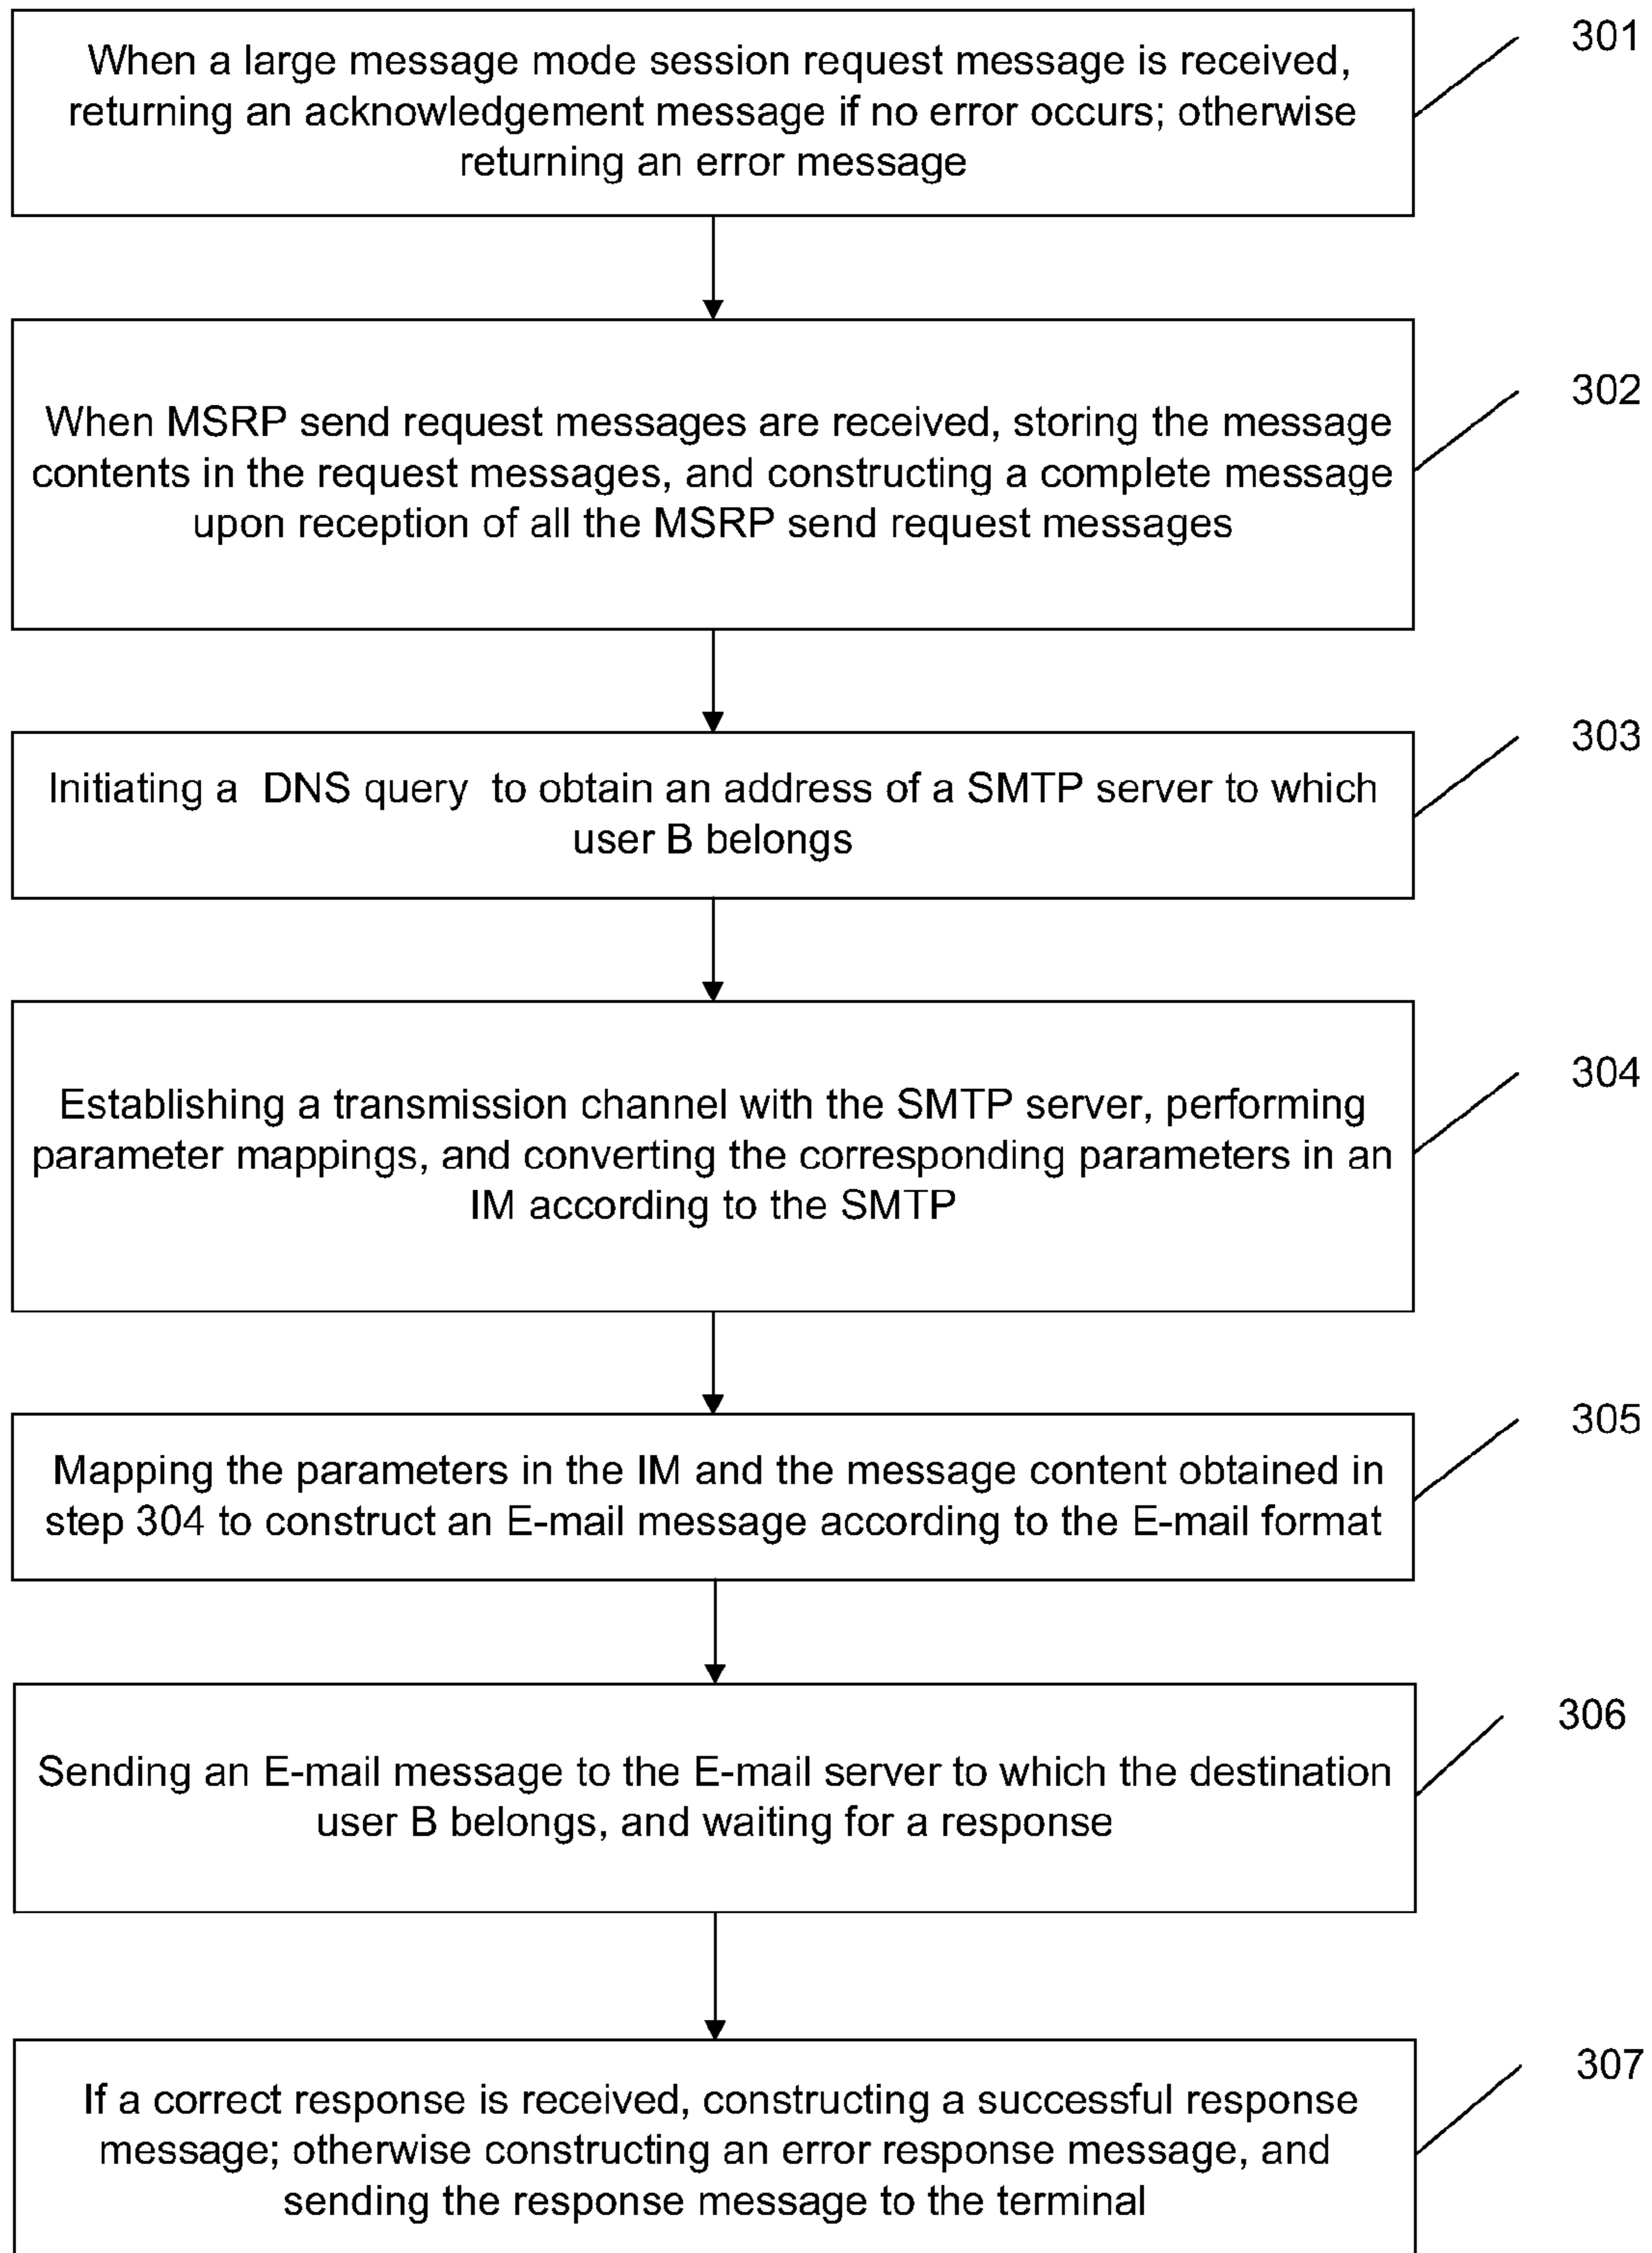 When a large message mode session request message is received,
returning an acknowledgement message if no error occurs; otherwise
returning an error message
301
When MSRP send request messages are received, storing the message
contents in the request messages, and constructing a complete message
upon reception of all the MSRP send request messages
302
Initiating a DNS query to obtain an address of a SMTP server to which
user B belongs
303
Establishing a transmission channel with the SMTP server, performing
parameter mappings, and converting the corresponding parameters in an
IM according to the SMTP
304
Mapping the parameters in the IM and the message content obtained in
step 304 to construct an E-mail message according to the E-mail format
305
Sending an E-mail message to the E-mail server to which the destination
user B belongs, and waiting for a response
306
If a correct response is received, constructing a successful response
message; otherwise constructing an error response message, and
sending the response message to the terminal
307